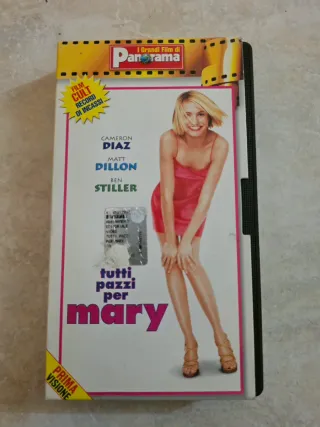 I Grandi Film di
Panorama
FILM
CULT
RECORD
DI INCASSI
CAMERON
DIAZ
MATT
DILLON
BEN
STILLER
tutti
pazzi per
mary
PRIMA
VISIONE